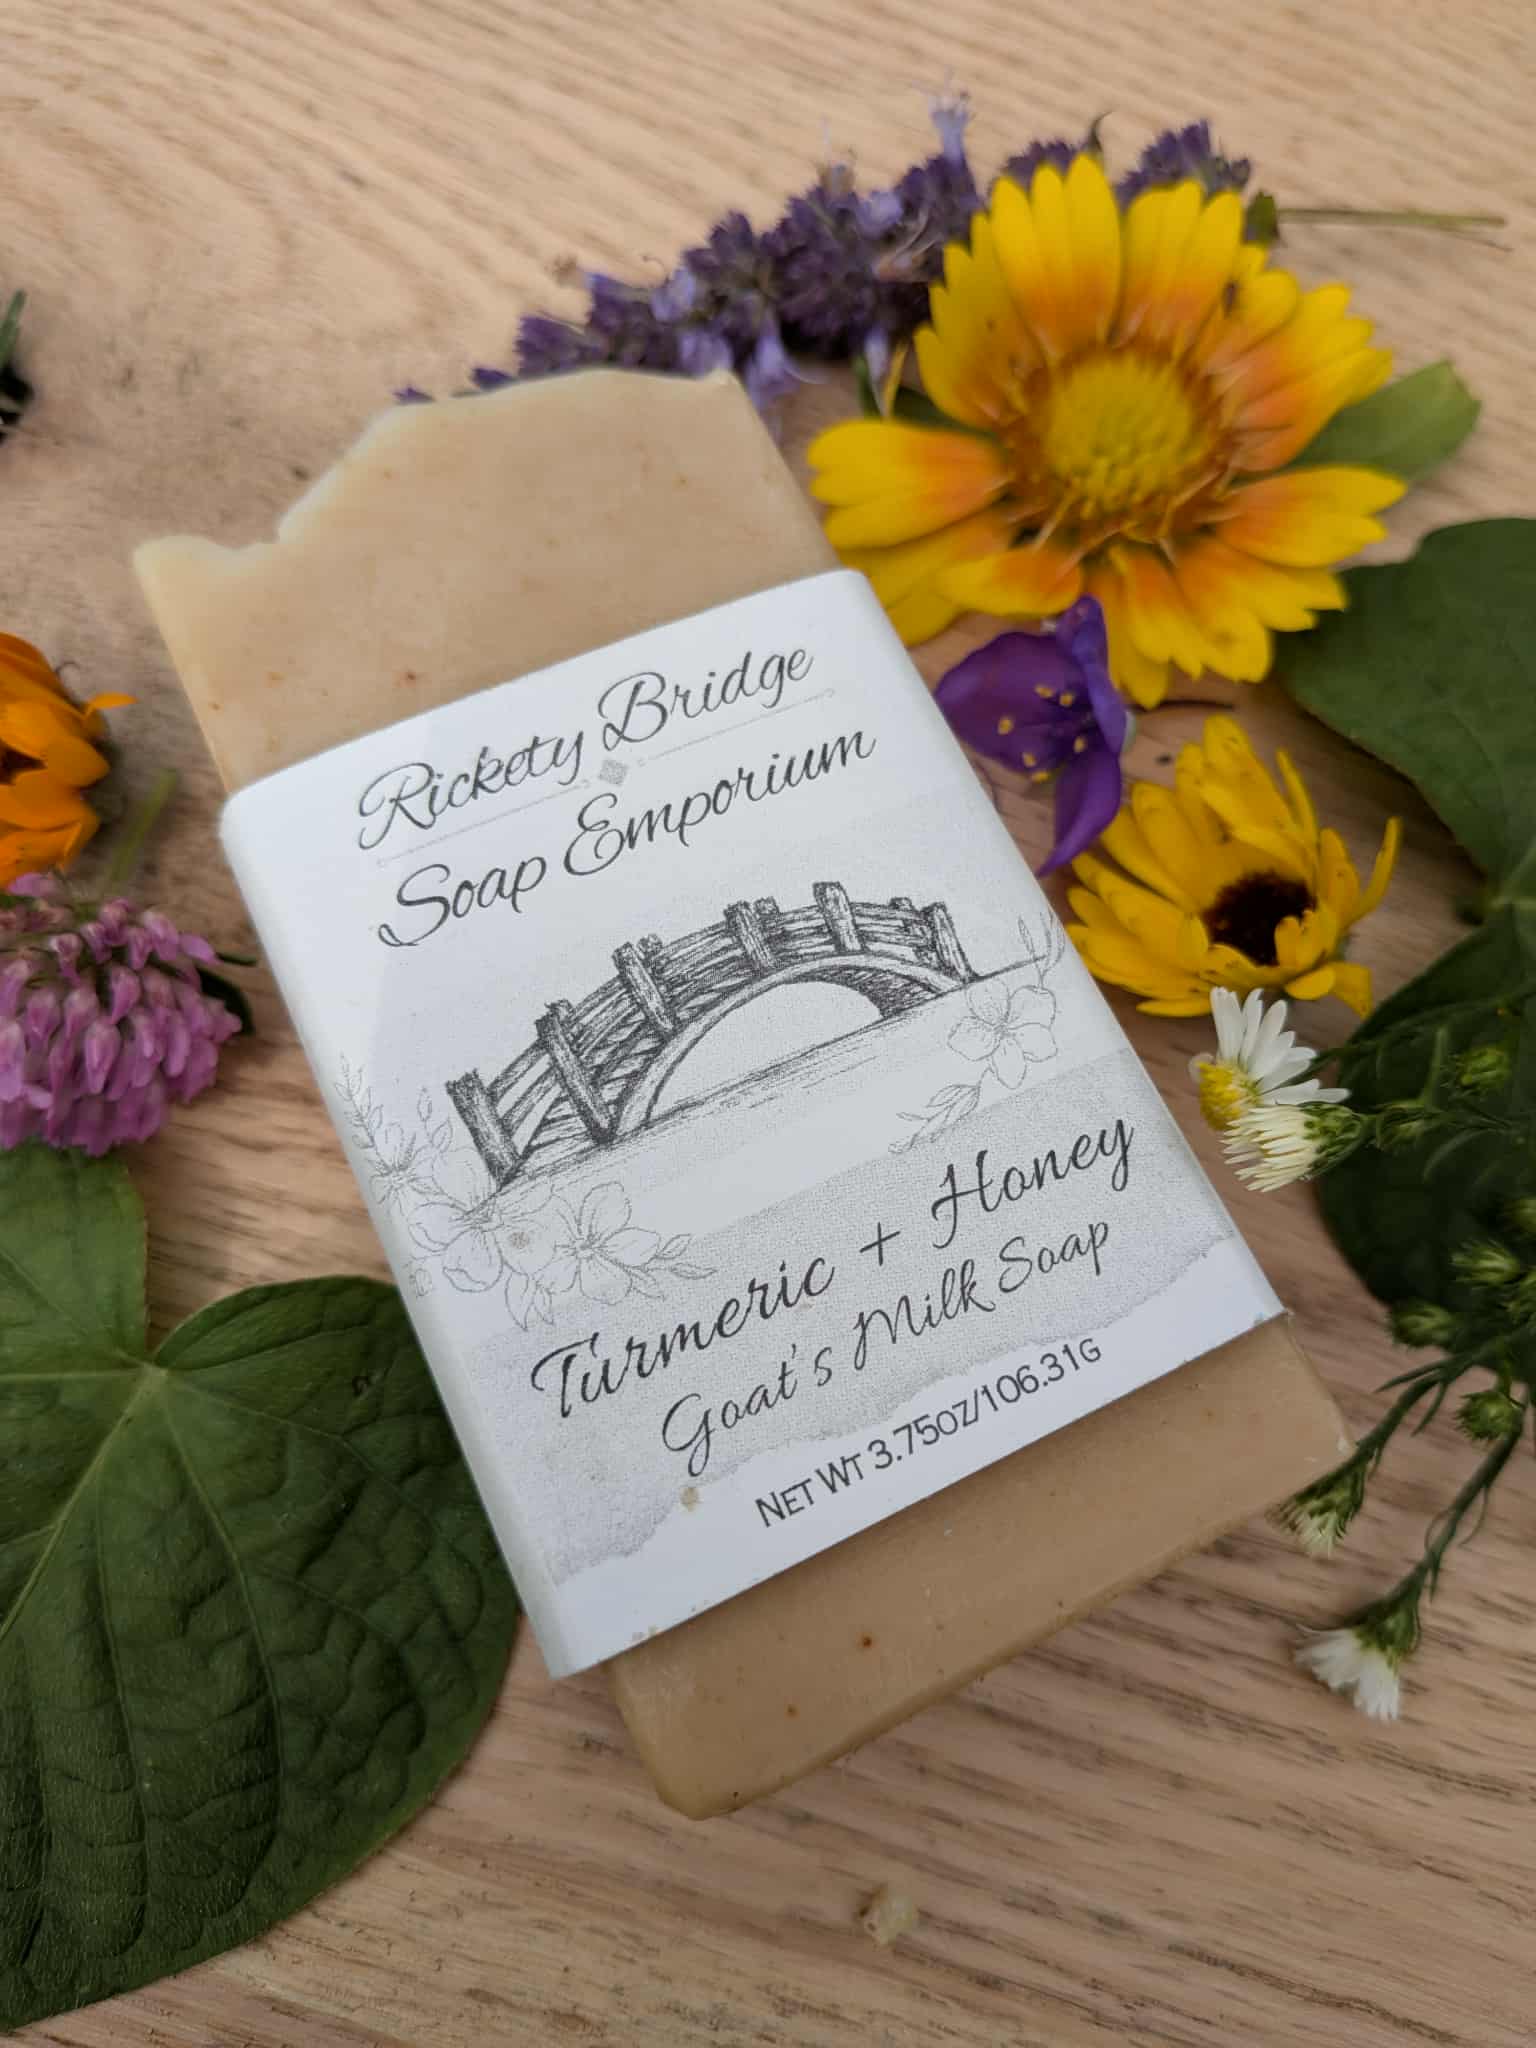 Rickety Bridge
Soap Emporium
Turmeric + Honey
Goat's Milk Soap
NET WT 3.75OZ/106.31G